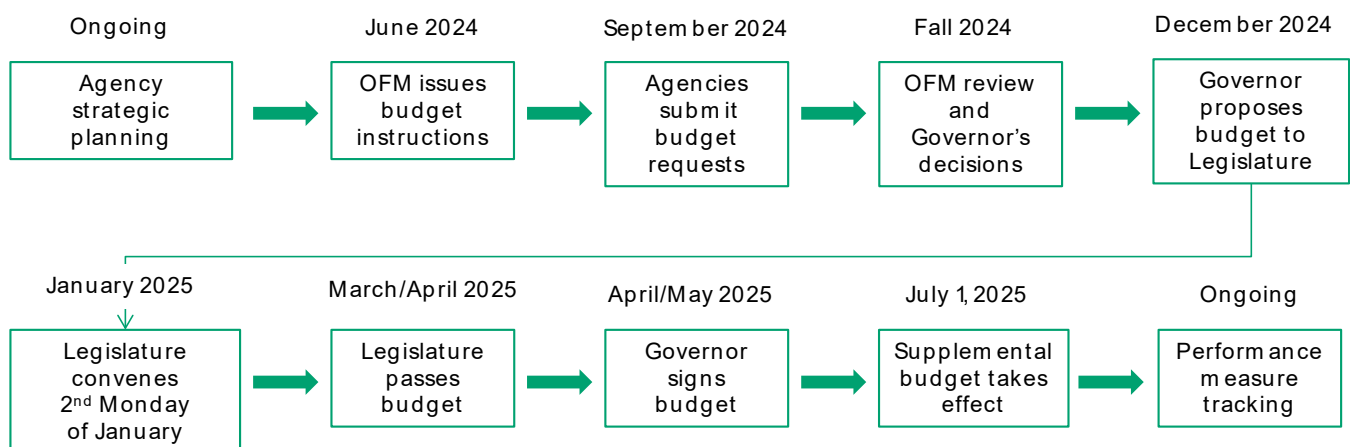 Ongoing
Agency
strategic
planning
June 2024
OFM issues
budget
instructions
September 2024
Agencies
submit
budget
requests
Fall 2024
OFM review
and
Governor’s
decisions
December 2024
Governor
proposes
budget to
Legislature
January 2025
Legislature
convenes
2nd Monday
of January
March/April 2025
Legislature
passes
budget
April/May 2025
Governor
signs
budget
July 1, 2025
Supplemental
budget takes
effect
Ongoing
Performance
measure
tracking